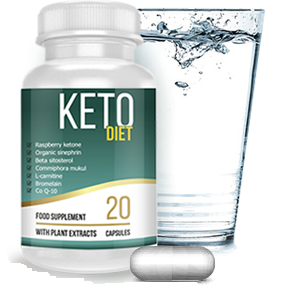 KETO
DIET
Raspberry ketone
Organic sinephrin
Beta sitosterol
Commiphora mukul
L-carnitine
Bromelain
Co Q-10
FOOD SUPPLEMENT 20
WITH PLANT EXTRACTS CAPSULES